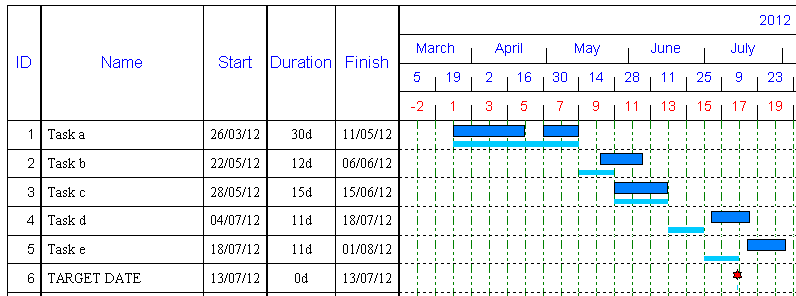 2012
March April May June July
ID Name Start Duration Finish
5 19 2 16 30 14 28 11 25 9 23
-2 1 3 5 7 9 11 13 15 17 19
1 Task a 26/03/12 30d 11/05/12
2 Task b 22/05/12 12d 06/06/12
3 Task c 28/05/12 15d 15/06/12
4 Task d 04/07/12 11d 18/07/12
5 Task e 18/07/12 11d 01/08/12
6 TARGET DATE 13/07/12 0d 13/07/12